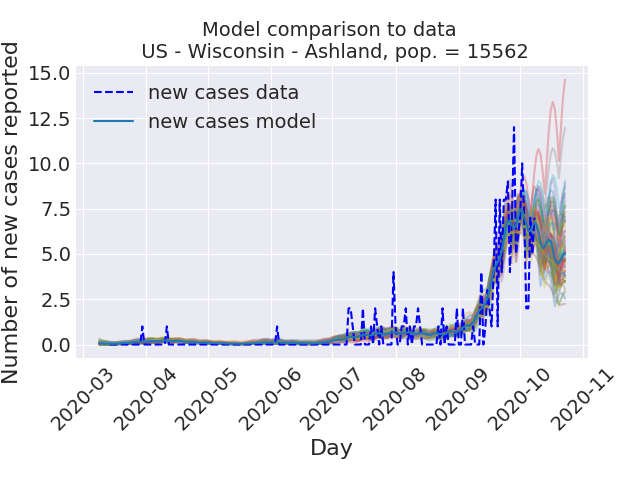 Model comparison to data
US - Wisconsin - Ashland, pop. = 15562
Number of new cases reported
15.0
12.5
10.0
7.5
5.0
2.5
0.0
new cases data
new cases model
2020-03
2020-04
2020-05
2020-06
2020-07
2020-08
2020-09
2020-10
2020-11
Day